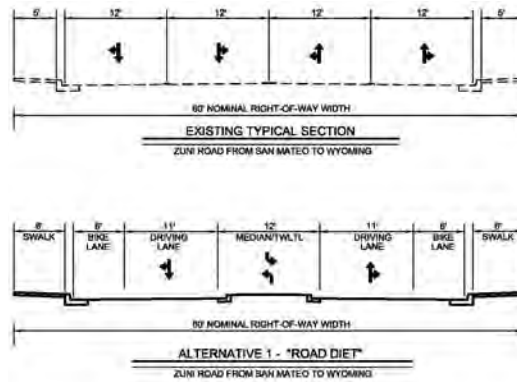 5' 12' 12' 12' 12' 5'
60' NOMINAL RIGHT-OF-WAY WIDTH
EXISTING TYPICAL SECTION
ZUNI ROAD FROM SAN MATEO TO WYOMING
6' 6' 11' 12' 11' 6' 6'
SWALK BIKE LANE DRIVING LANE MEDIAN/TWLTL DRIVING LANE BIKE LANE SWALK
60' NOMINAL RIGHT-OF-WAY WIDTH
ALTERNATIVE 1 - "ROAD DIET"
ZUNI ROAD FROM SAN MATEO TO WYOMING